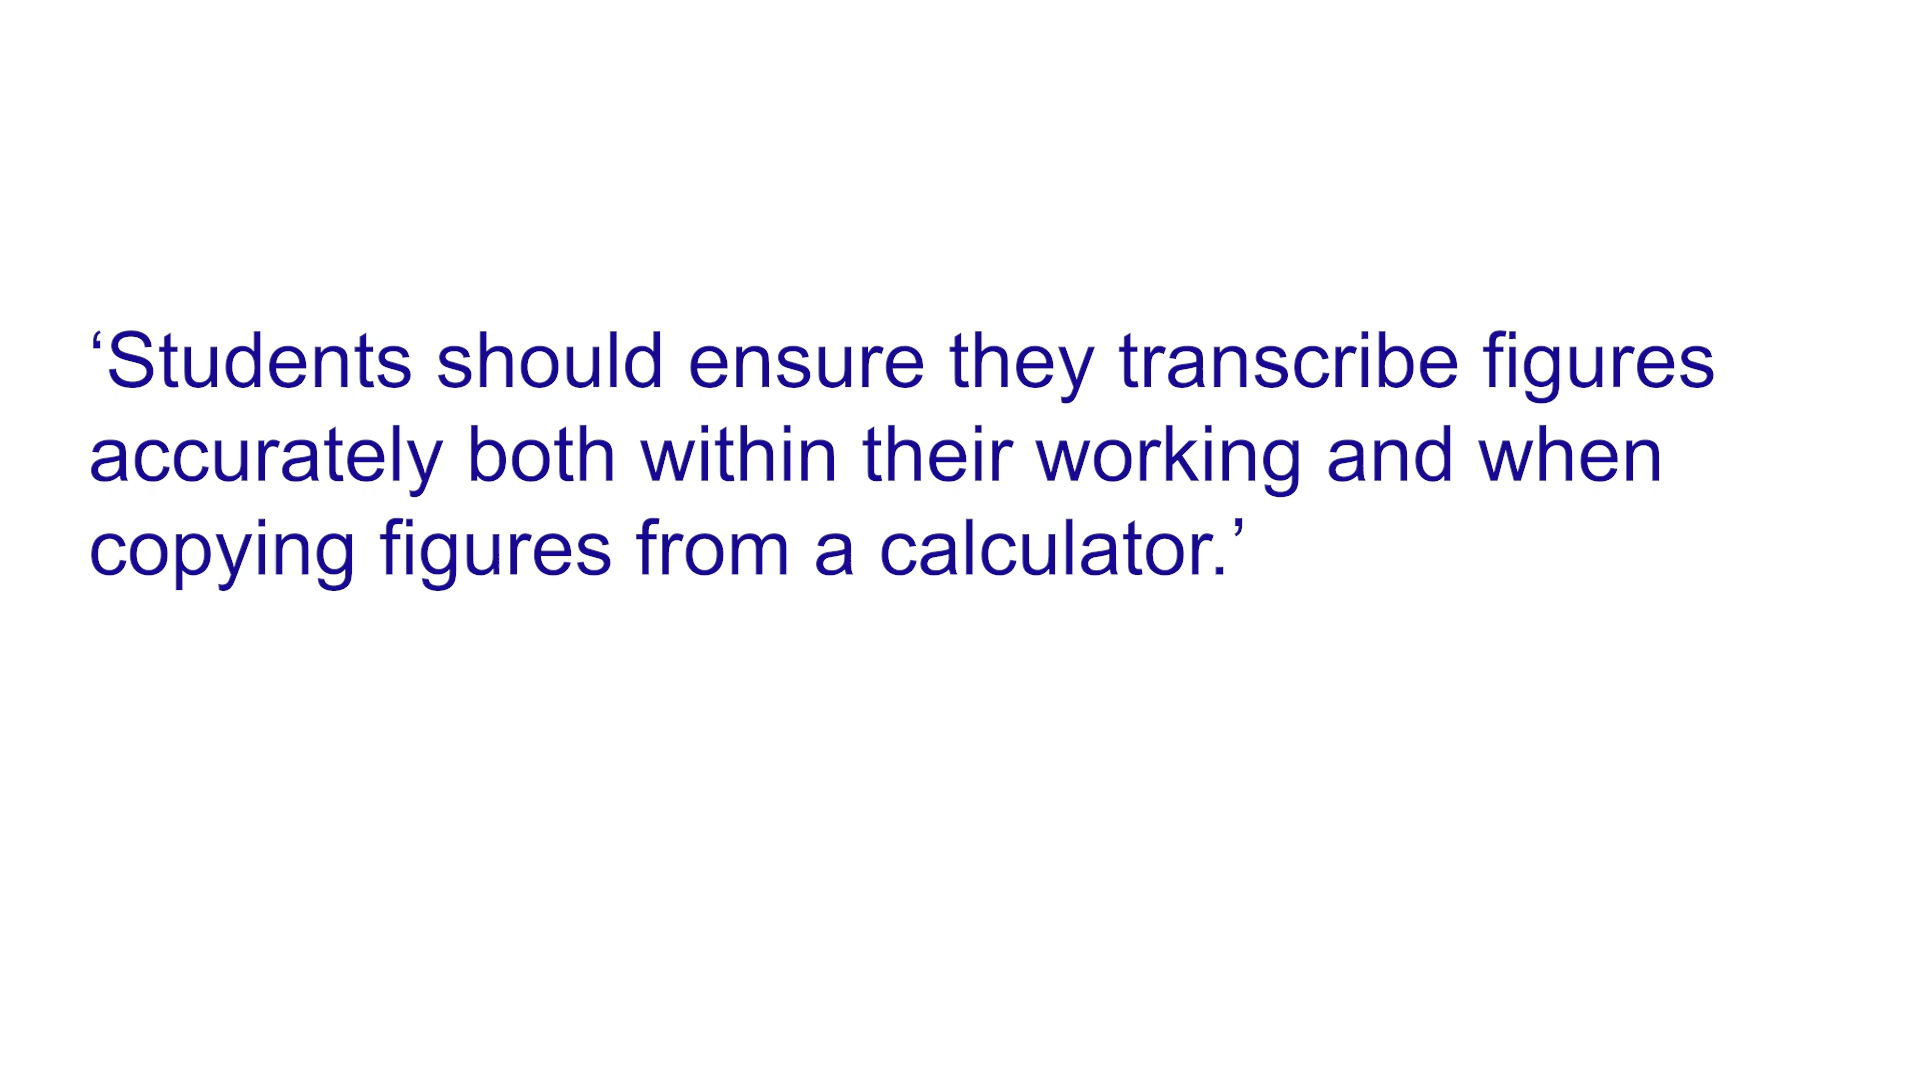 ‘Students should ensure they transcribe figures
accurately both within their working and when
copying figures from a calculator.’